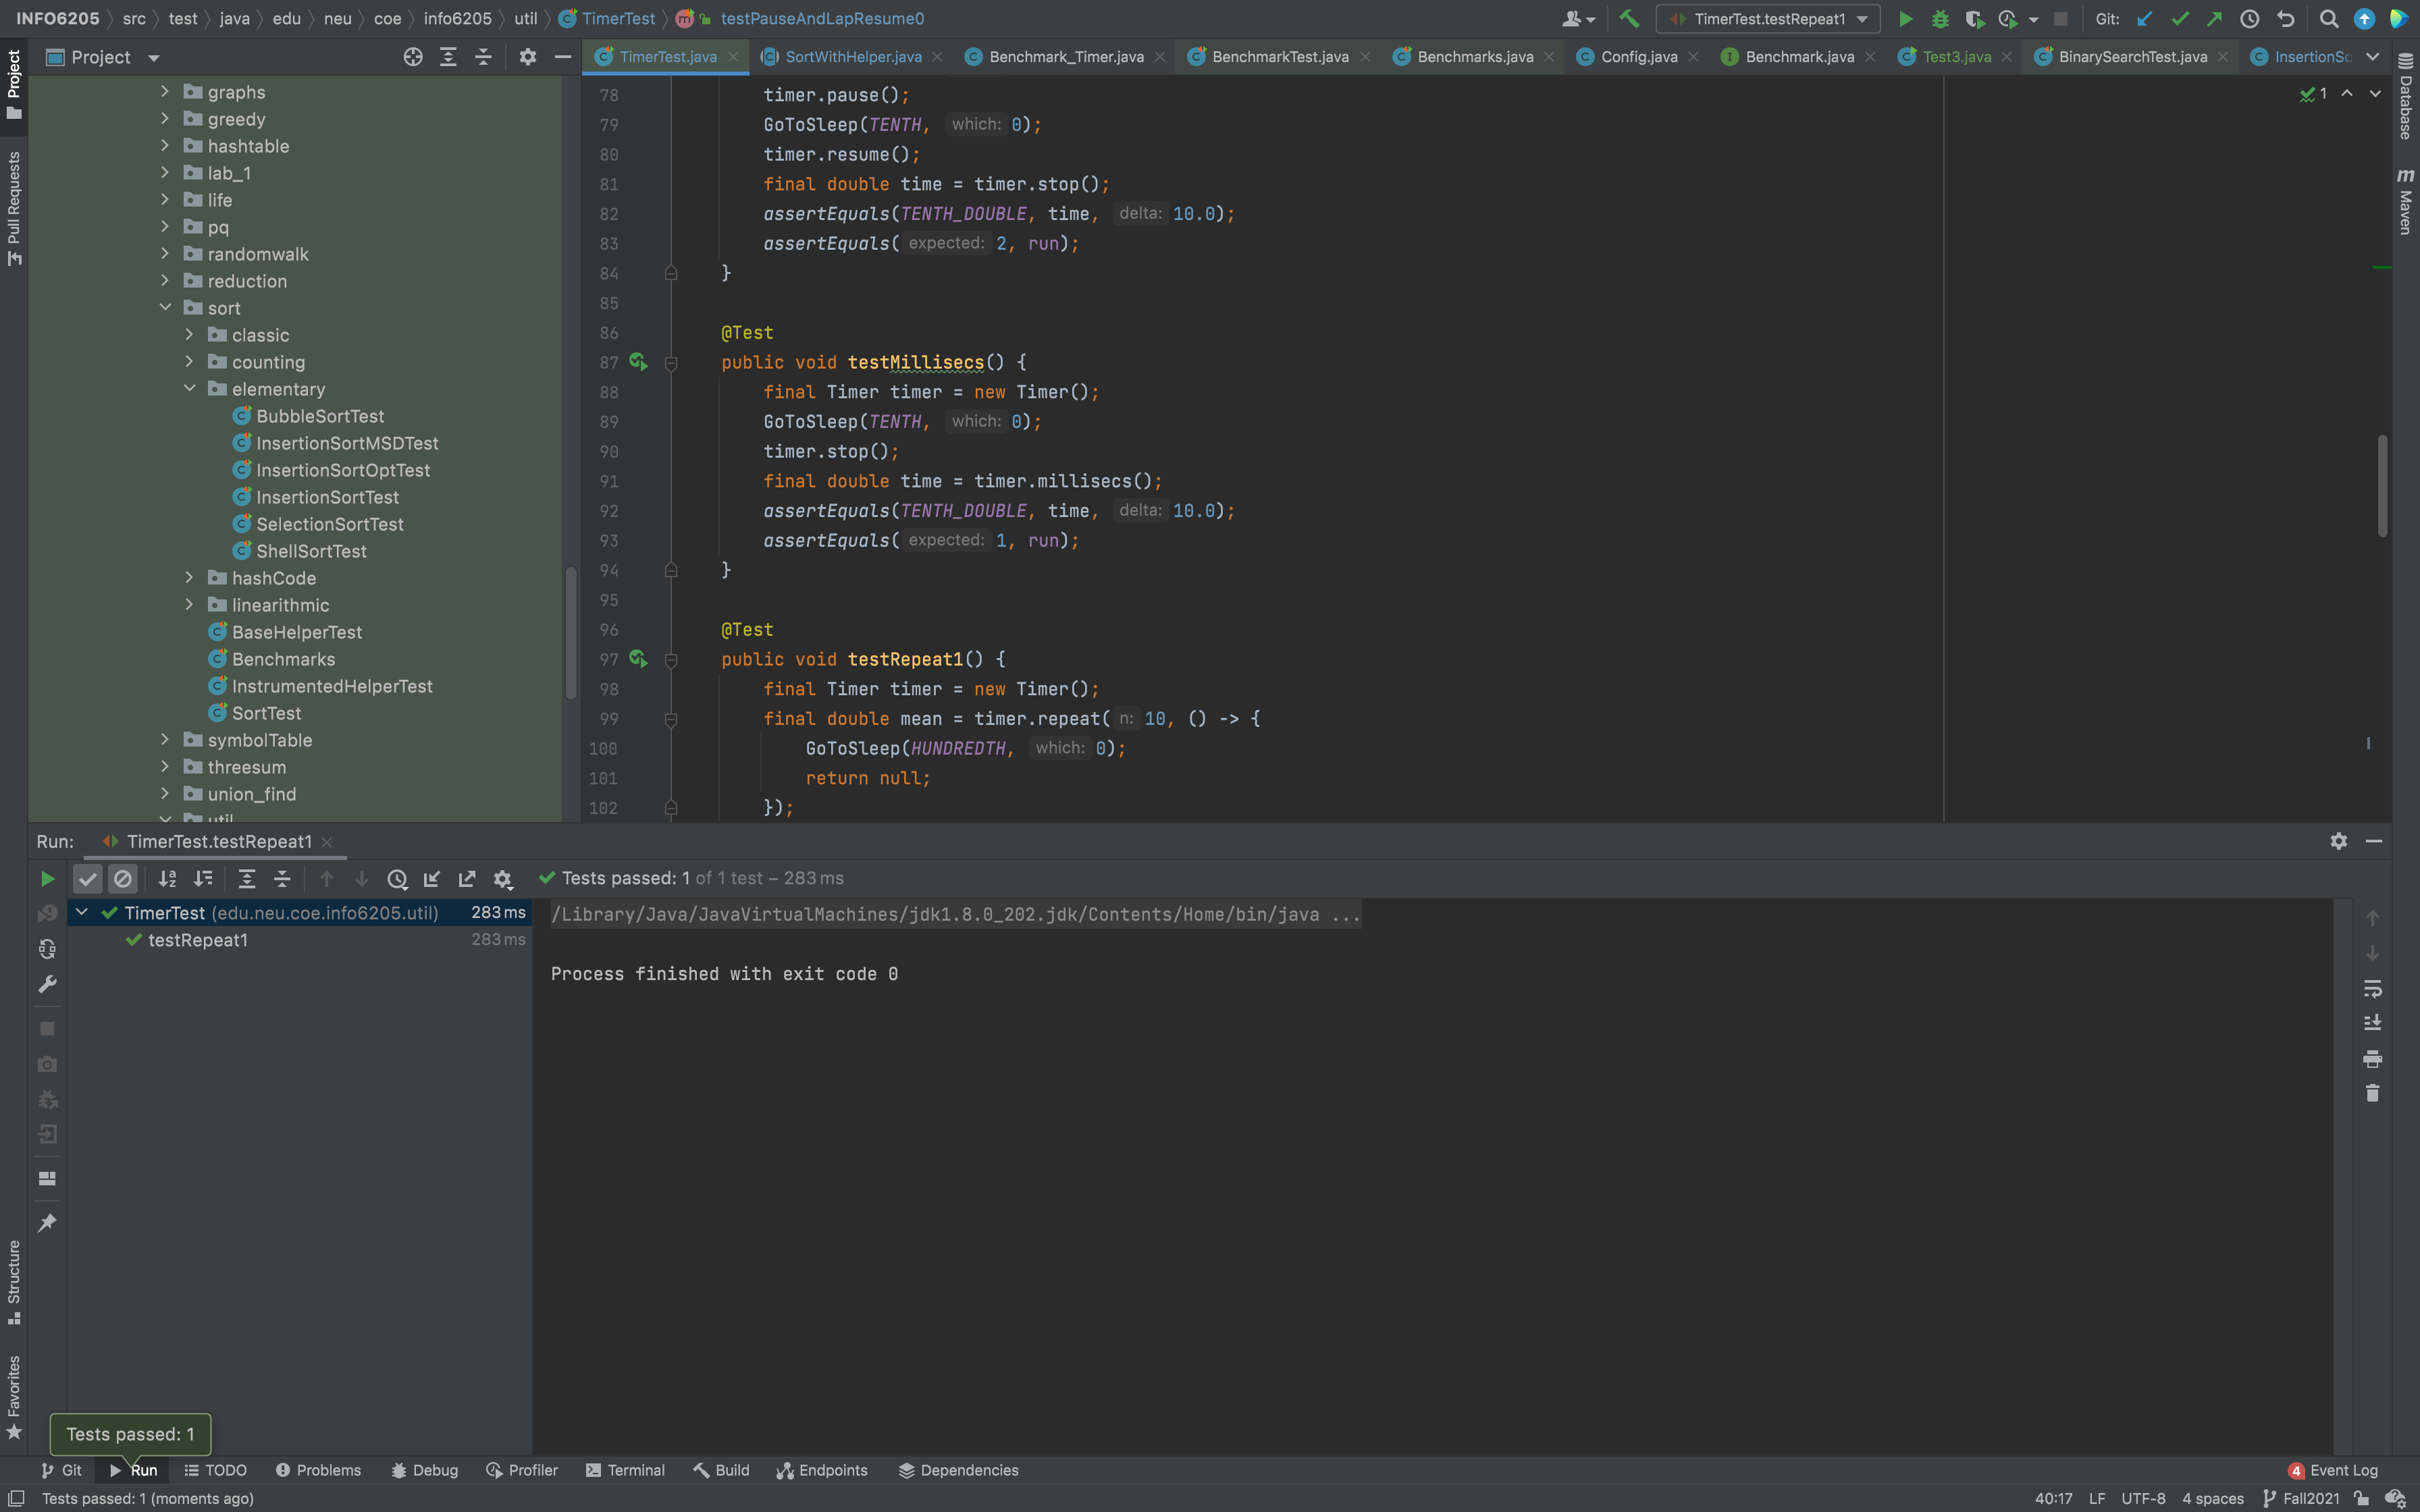 INFO6205 src test java edu neu coe info6205 util TimerTest testPauseAndLapResume0
TimerTest.testRepeat1
Git:
Project
TimerTest.java SortWithHelper.java Benchmark_Timer.java BenchmarkTest.java Benchmarks.java Config.java Benchmark.java Test3.java BinarySearchTest.java InsertionSo
Project
Pull Requests
Structure
Favorites
Database
Maven
graphs
greedy
hashtable
lab_1
life
pq
randomwalk
reduction
sort
classic
counting
elementary
BubbleSortTest
InsertionSortMSDTest
InsertionSortOptTest
InsertionSortTest
SelectionSortTest
ShellSortTest
hashCode
linearithmic
BaseHelperTest
Benchmarks
InstrumentedHelperTest
SortTest
symbolTable
threesum
union_find
util
1
78 timer.pause();
79 GoToSleep(TENTH, which: 0);
80 timer.resume();
81 final double time = timer.stop();
82 assertEquals(TENTH_DOUBLE, time, delta: 10.0);
83 assertEquals( expected: 2, run);
84 }
85
86 @Test
87 public void testMillisecs() {
88 final Timer timer = new Timer();
89 GoToSleep(TENTH, which: 0);
90 timer.stop();
91 final double time = timer.millisecs();
92 assertEquals(TENTH_DOUBLE, time, delta: 10.0);
93 assertEquals( expected: 1, run);
94 }
95
96 @Test
97 public void testRepeat1() {
98 final Timer timer = new Timer();
99 final double mean = timer.repeat( n: 10, () -> {
100 GoToSleep(HUNDREDTH, which: 0);
101 return null;
102 });
Run: TimerTest.testRepeat1
Tests passed: 1 of 1 test – 283 ms
TimerTest (edu.neu.coe.info6205.util) 283 ms
testRepeat1 283 ms
/Library/Java/JavaVirtualMachines/jdk1.8.0_202.jdk/Contents/Home/bin/java ...
Process finished with exit code 0
Tests passed: 1
Git Run TODO Problems Debug Profiler Terminal Build Endpoints Dependencies
4 Event Log
Tests passed: 1 (moments ago)
40:17 LF UTF-8 4 spaces Fall2021